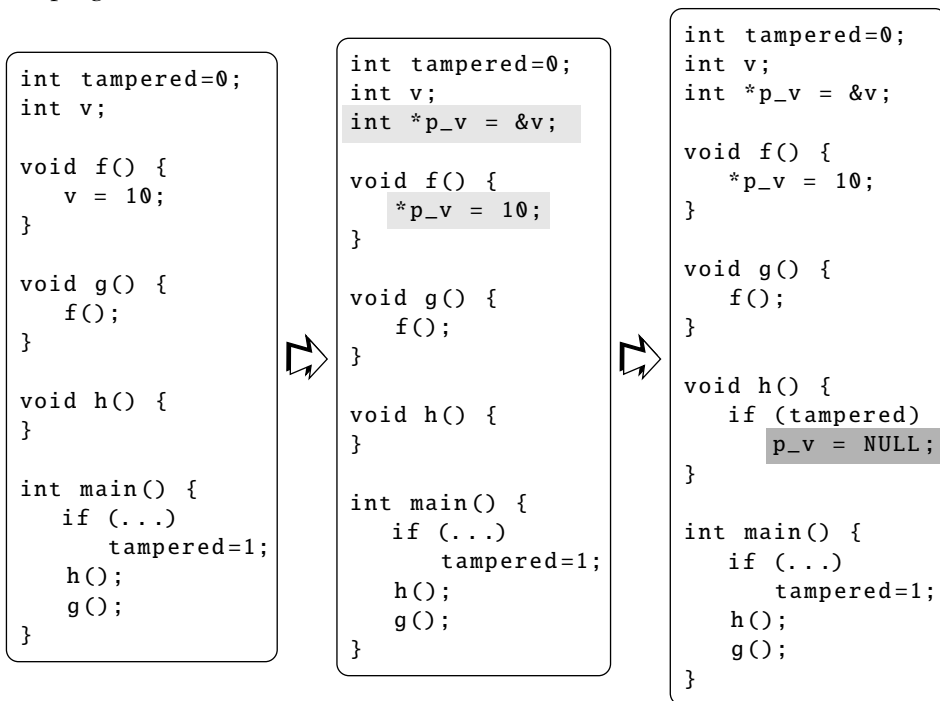 int tampered=0;
int v;
void f() {
v = 10;
}
void g() {
f();
}
void h() {
}
int main() {
if (...)
tampered=1;
h();
g();
}
int tampered=0;
int v;
int *p_v = &v;
void f() {
*p_v = 10;
}
void g() {
f();
}
void h() {
}
int main() {
if (...)
tampered=1;
h();
g();
}
int tampered=0;
int v;
int *p_v = &v;
void f() {
*p_v = 10;
}
void g() {
f();
}
void h() {
if (tampered)
p_v = NULL;
}
int main() {
if (...)
tampered=1;
h();
g();
}